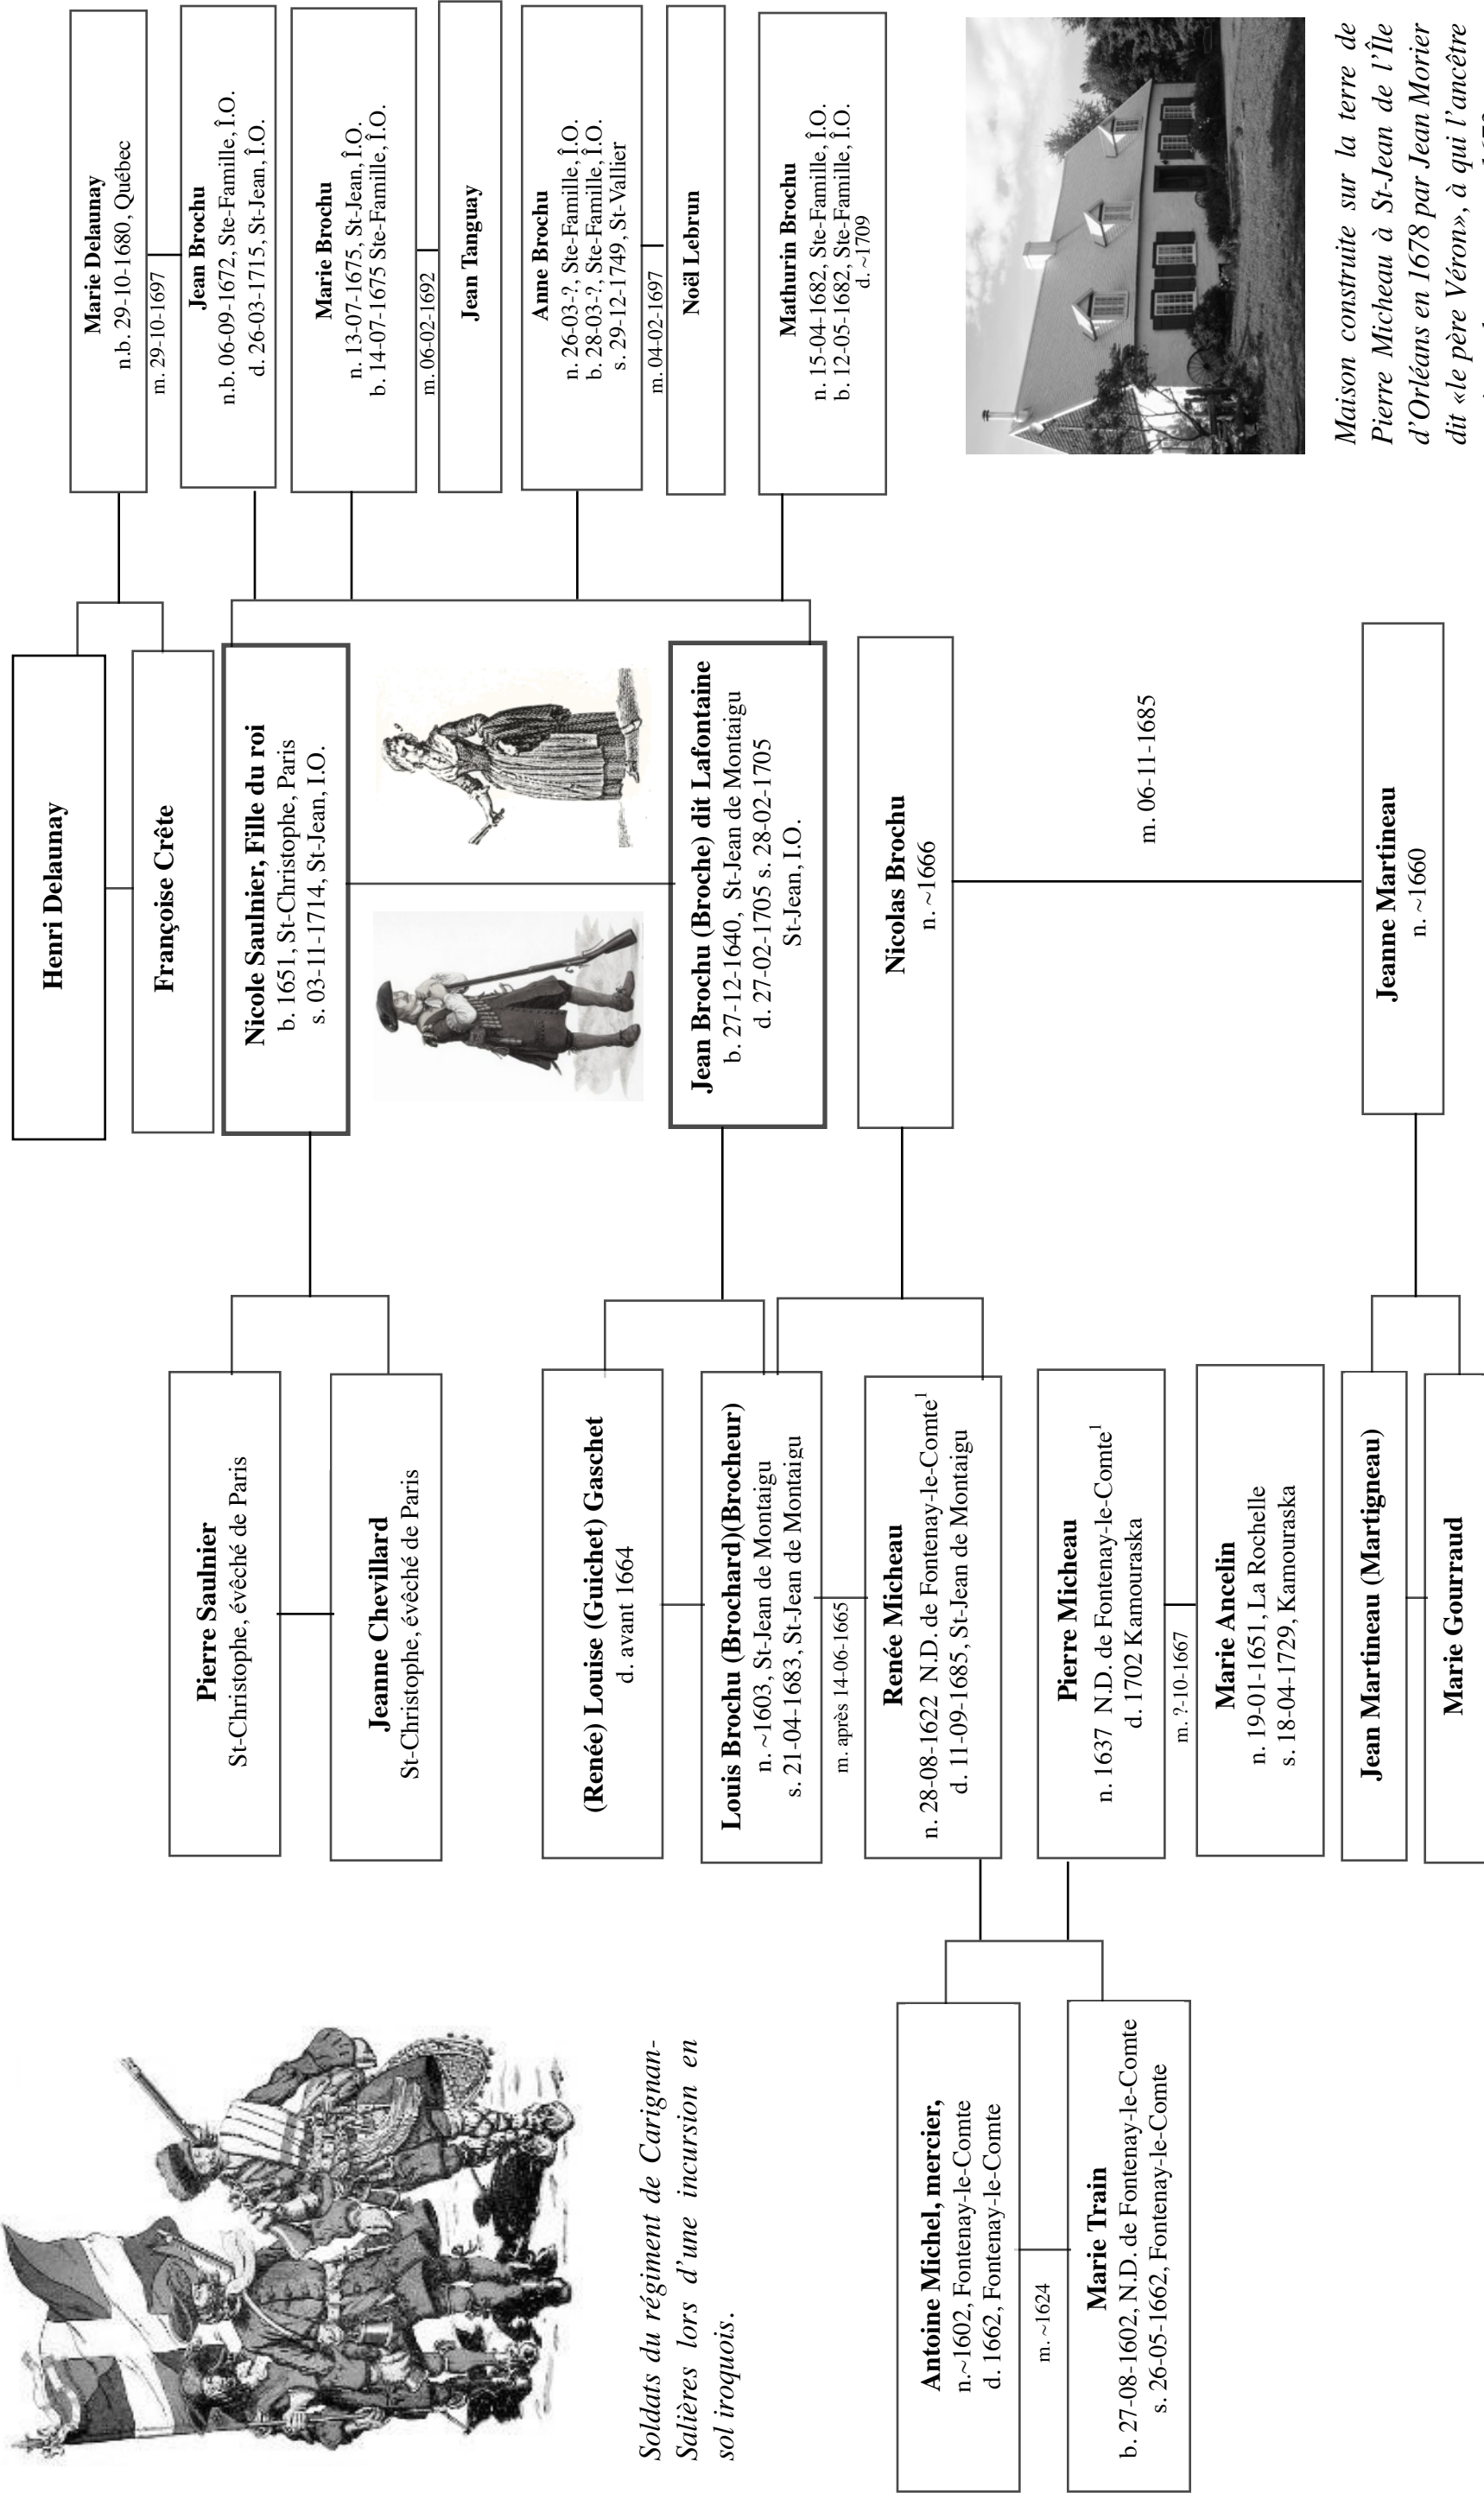 Soldats du régiment de Carignan-
Salières lors d'une incursion en
sol iroquois.
Antoine Michel, mercier,
n.~1602, Fontenay-le-Comte
d. 1662, Fontenay-le-Comte
m. ~1624
Marie Train
b. 27-08-1602, N.D. de Fontenay-le-Comte
s. 26-05-1662, Fontenay-le-Comte
Pierre Saulnier
St-Christophe, évêché de Paris
Jeanne Chevillard
St-Christophe, évêché de Paris
(Renée) Louise (Guichet) Gaschet
d. avant 1664
Louis Brochu (Brochard)(Brocheur)
n. ~1603, St-Jean de Montaigu
s. 21-04-1683, St-Jean de Montaigu
m. après 14-06-1665
Renée Micheau
n. 28-08-1622 N.D. de Fontenay-le-Comte1
d. 11-09-1685, St-Jean de Montaigu
Pierre Micheau
n. 1637 N.D. de Fontenay-le-Comte1
d. 1702 Kamouraska
m. ?-10-1667
Marie Ancelin
n. 19-01-1651, La Rochelle
s. 18-04-1729, Kamouraska
Jean Martineau (Martigneau)
Marie Gourraud
Henri Delaunay
Françoise Crête
Nicole Saulnier, Fille du roi
b. 1651, St-Christophe, Paris
s. 03-11-1714, St-Jean, I.O.
Jean Brochu (Broche) dit Lafontaine
b. 27-12-1640, St-Jean de Montaigu
d. 27-02-1705 s. 28-02-1705
St-Jean, I.O.
Nicolas Brochu
n. ~1666
m. 06-11-1685
Jeanne Martineau
n. ~1660
Marie Delaunay
n.b. 29-10-1680, Québec
m. 29-10-1697
Jean Brochu
n.b. 06-09-1672, Ste-Famille, Î.O.
d. 26-03-1715, St-Jean, Î.O.
Marie Brochu
n. 13-07-1675, St-Jean, Î.O.
b. 14-07-1675 Ste-Famille, Î.O.
m. 06-02-1692
Jean Tanguay
Anne Brochu
n. 26-03-?, Ste-Famille, Î.O.
b. 28-03-?, Ste-Famille, Î.O.
s. 29-12-1749, St-Vallier
m. 04-02-1697
Noël Lebrun
Mathurin Brochu
n. 15-04-1682, Ste-Famille, Î.O.
b. 12-05-1682, Ste-Famille, Î.O.
d. ~1709
Maison construite sur la terre de
Pierre Micheau à St-Jean de l'Île
d'Orléans en 1678 par Jean Morier
dit «le père Véron», à qui l'ancêtre